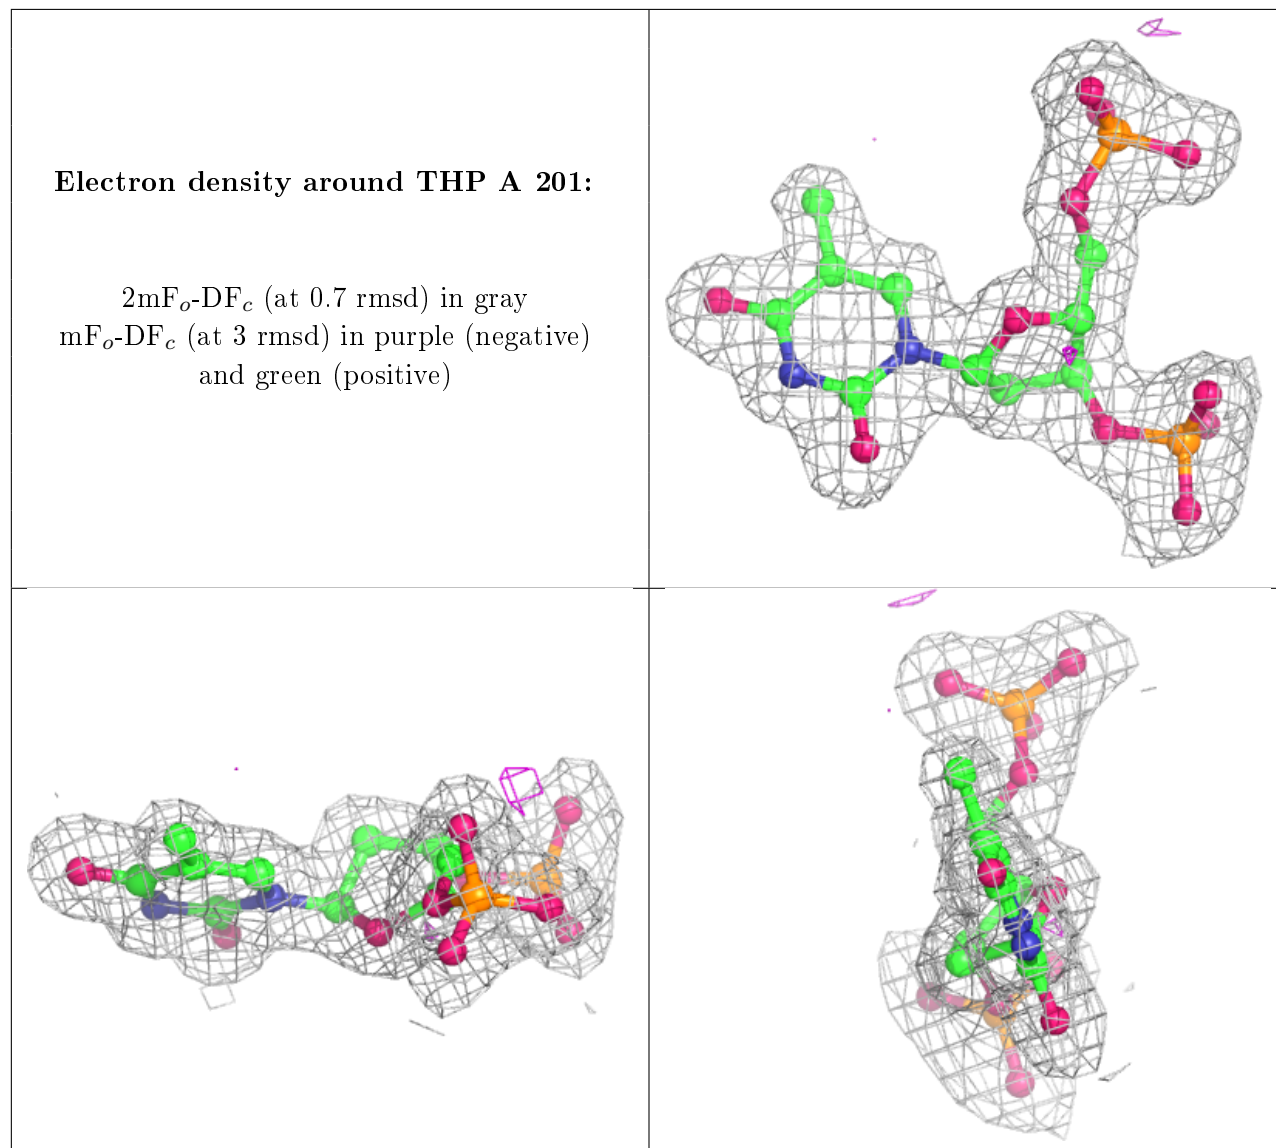 Electron density around THP A 201:
2mFₒ-DF𝑐 (at 0.7 rmsd) in gray
mFₒ-DF𝑐 (at 3 rmsd) in purple (negative)
and green (positive)